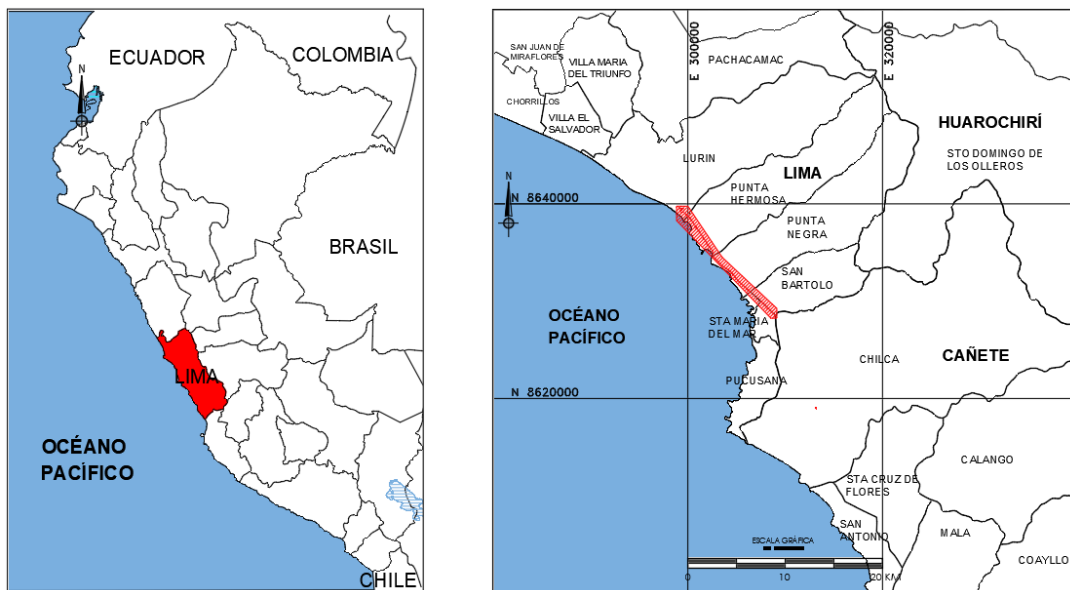 ECUADOR
COLOMBIA
N
BRASIL
LIMA
OCÉANO
PACÍFICO
CHILE
SAN JUAN DE
MIRAFLORES
VILLA MARIA
DEL TRIUNFO
PACHACAMAC
E 300000
E 320000
CHORRILLOS
VILLA EL
SALVADOR
HUAROCHIRÍ
LURIN
LIMA
STO DOMINGO DE
LOS OLLEROS
N
PUNTA
HERMOSA
N 8640000
PUNTA
NEGRA
SAN
BARTOLO
OCÉANO
PACÍFICO
STA MARIA
DEL MAR
CHILCA
CAÑETE
PUCUSANA
N 8620000
CALANGO
STA CRUZ DE
FLORES
SAN
ANTONIO
MALA
ESCALA GRÁFICA
COAYLLO
0 10 20 KM